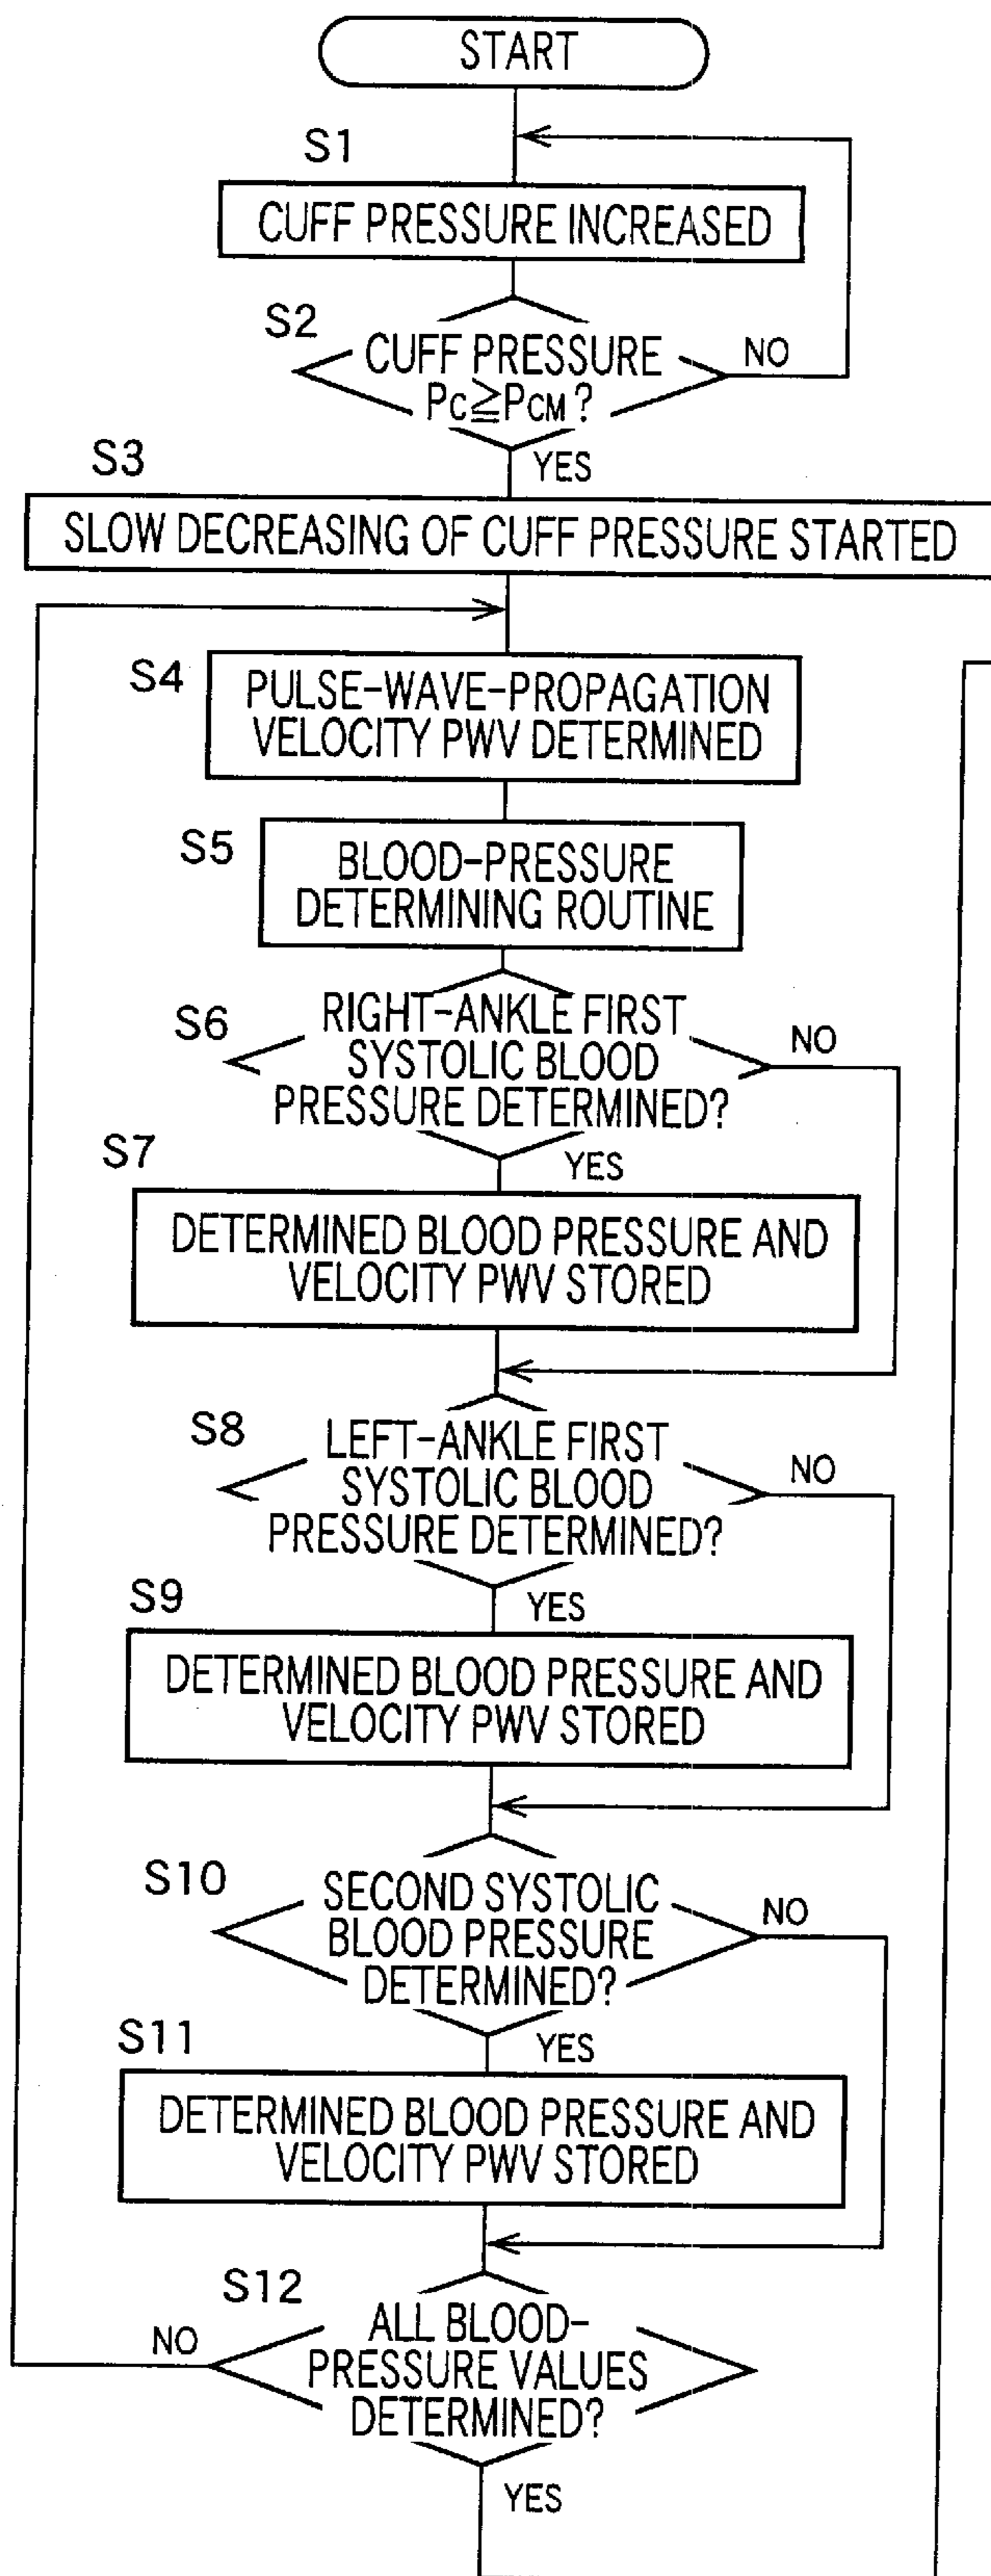 START
S1
CUFF PRESSURE INCREASED
S2
CUFF PRESSURE
PC≧PCM?
NO
YES
S3
SLOW DECREASING OF CUFF PRESSURE STARTED
S4
PULSE-WAVE-PROPAGATION
VELOCITY PWV DETERMINED
S5
BLOOD-PRESSURE
DETERMINING ROUTINE
S6
RIGHT-ANKLE FIRST
SYSTOLIC BLOOD
PRESSURE DETERMINED?
NO
YES
S7
DETERMINED BLOOD PRESSURE AND
VELOCITY PWV STORED
S8
LEFT-ANKLE FIRST
SYSTOLIC BLOOD
PRESSURE DETERMINED?
NO
YES
S9
DETERMINED BLOOD PRESSURE AND
VELOCITY PWV STORED
S10
SECOND SYSTOLIC
BLOOD PRESSURE
DETERMINED?
NO
YES
S11
DETERMINED BLOOD PRESSURE AND
VELOCITY PWV STORED
S12
ALL BLOOD-
PRESSURE VALUES
DETERMINED?
NO
YES